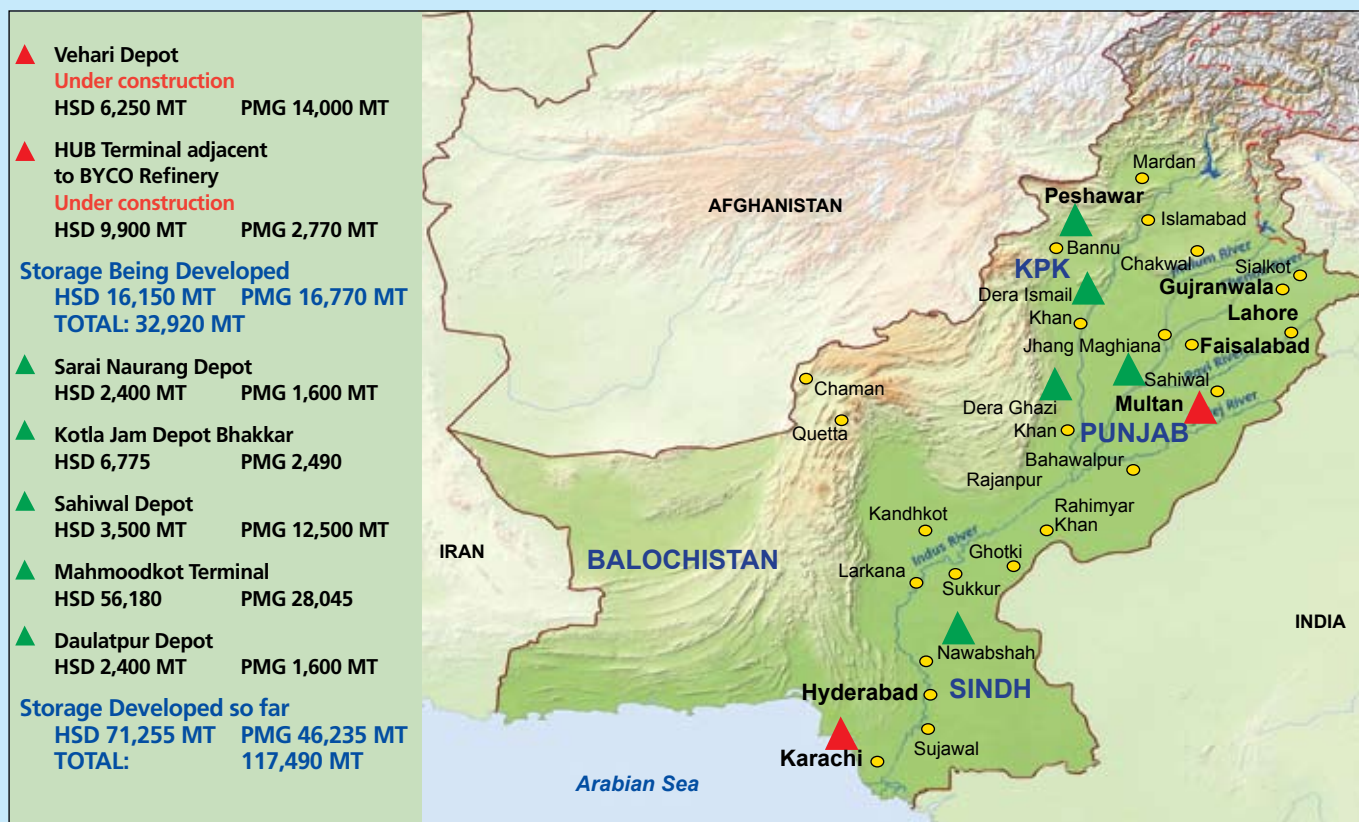 Vehari Depot
Under construction
HSD 6,250 MT PMG 14,000 MT
HUB Terminal adjacent
to BYCO Refinery
Under construction
HSD 9,900 MT PMG 2,770 MT
Storage Being Developed
HSD 16,150 MT PMG 16,770 MT
TOTAL: 32,920 MT
Sarai Naurang Depot
HSD 2,400 MT PMG 1,600 MT
Kotla Jam Depot Bhakkar
HSD 6,775 PMG 2,490
Sahiwal Depot
HSD 3,500 MT PMG 12,500 MT
Mahmoodkot Terminal
HSD 56,180 PMG 28,045
Daulatpur Depot
HSD 2,400 MT PMG 1,600 MT
Storage Developed so far
HSD 71,255 MT PMG 46,235 MT
TOTAL: 117,490 MT
Mardan
Peshawar
AFGHANISTAN
Islamabad
Bannu
Chakwal
River
KPK
Sialkot
Dera Ismail
Khan
Gujranwala
Lahore
Jhang Maghiana
Faisalabad
Sahiwal
Chaman
Dera Ghazi
Khan
Multan
River
Quetta
PUNJAB
Bahawalpur
Rajanpur
Kandhkot
Rahimyar
Khan
Indus River
IRAN
BALOCHISTAN
Ghotki
Larkana
Sukkur
INDIA
Nawabshah
Hyderabad
SINDH
Sujawal
Karachi
Arabian Sea